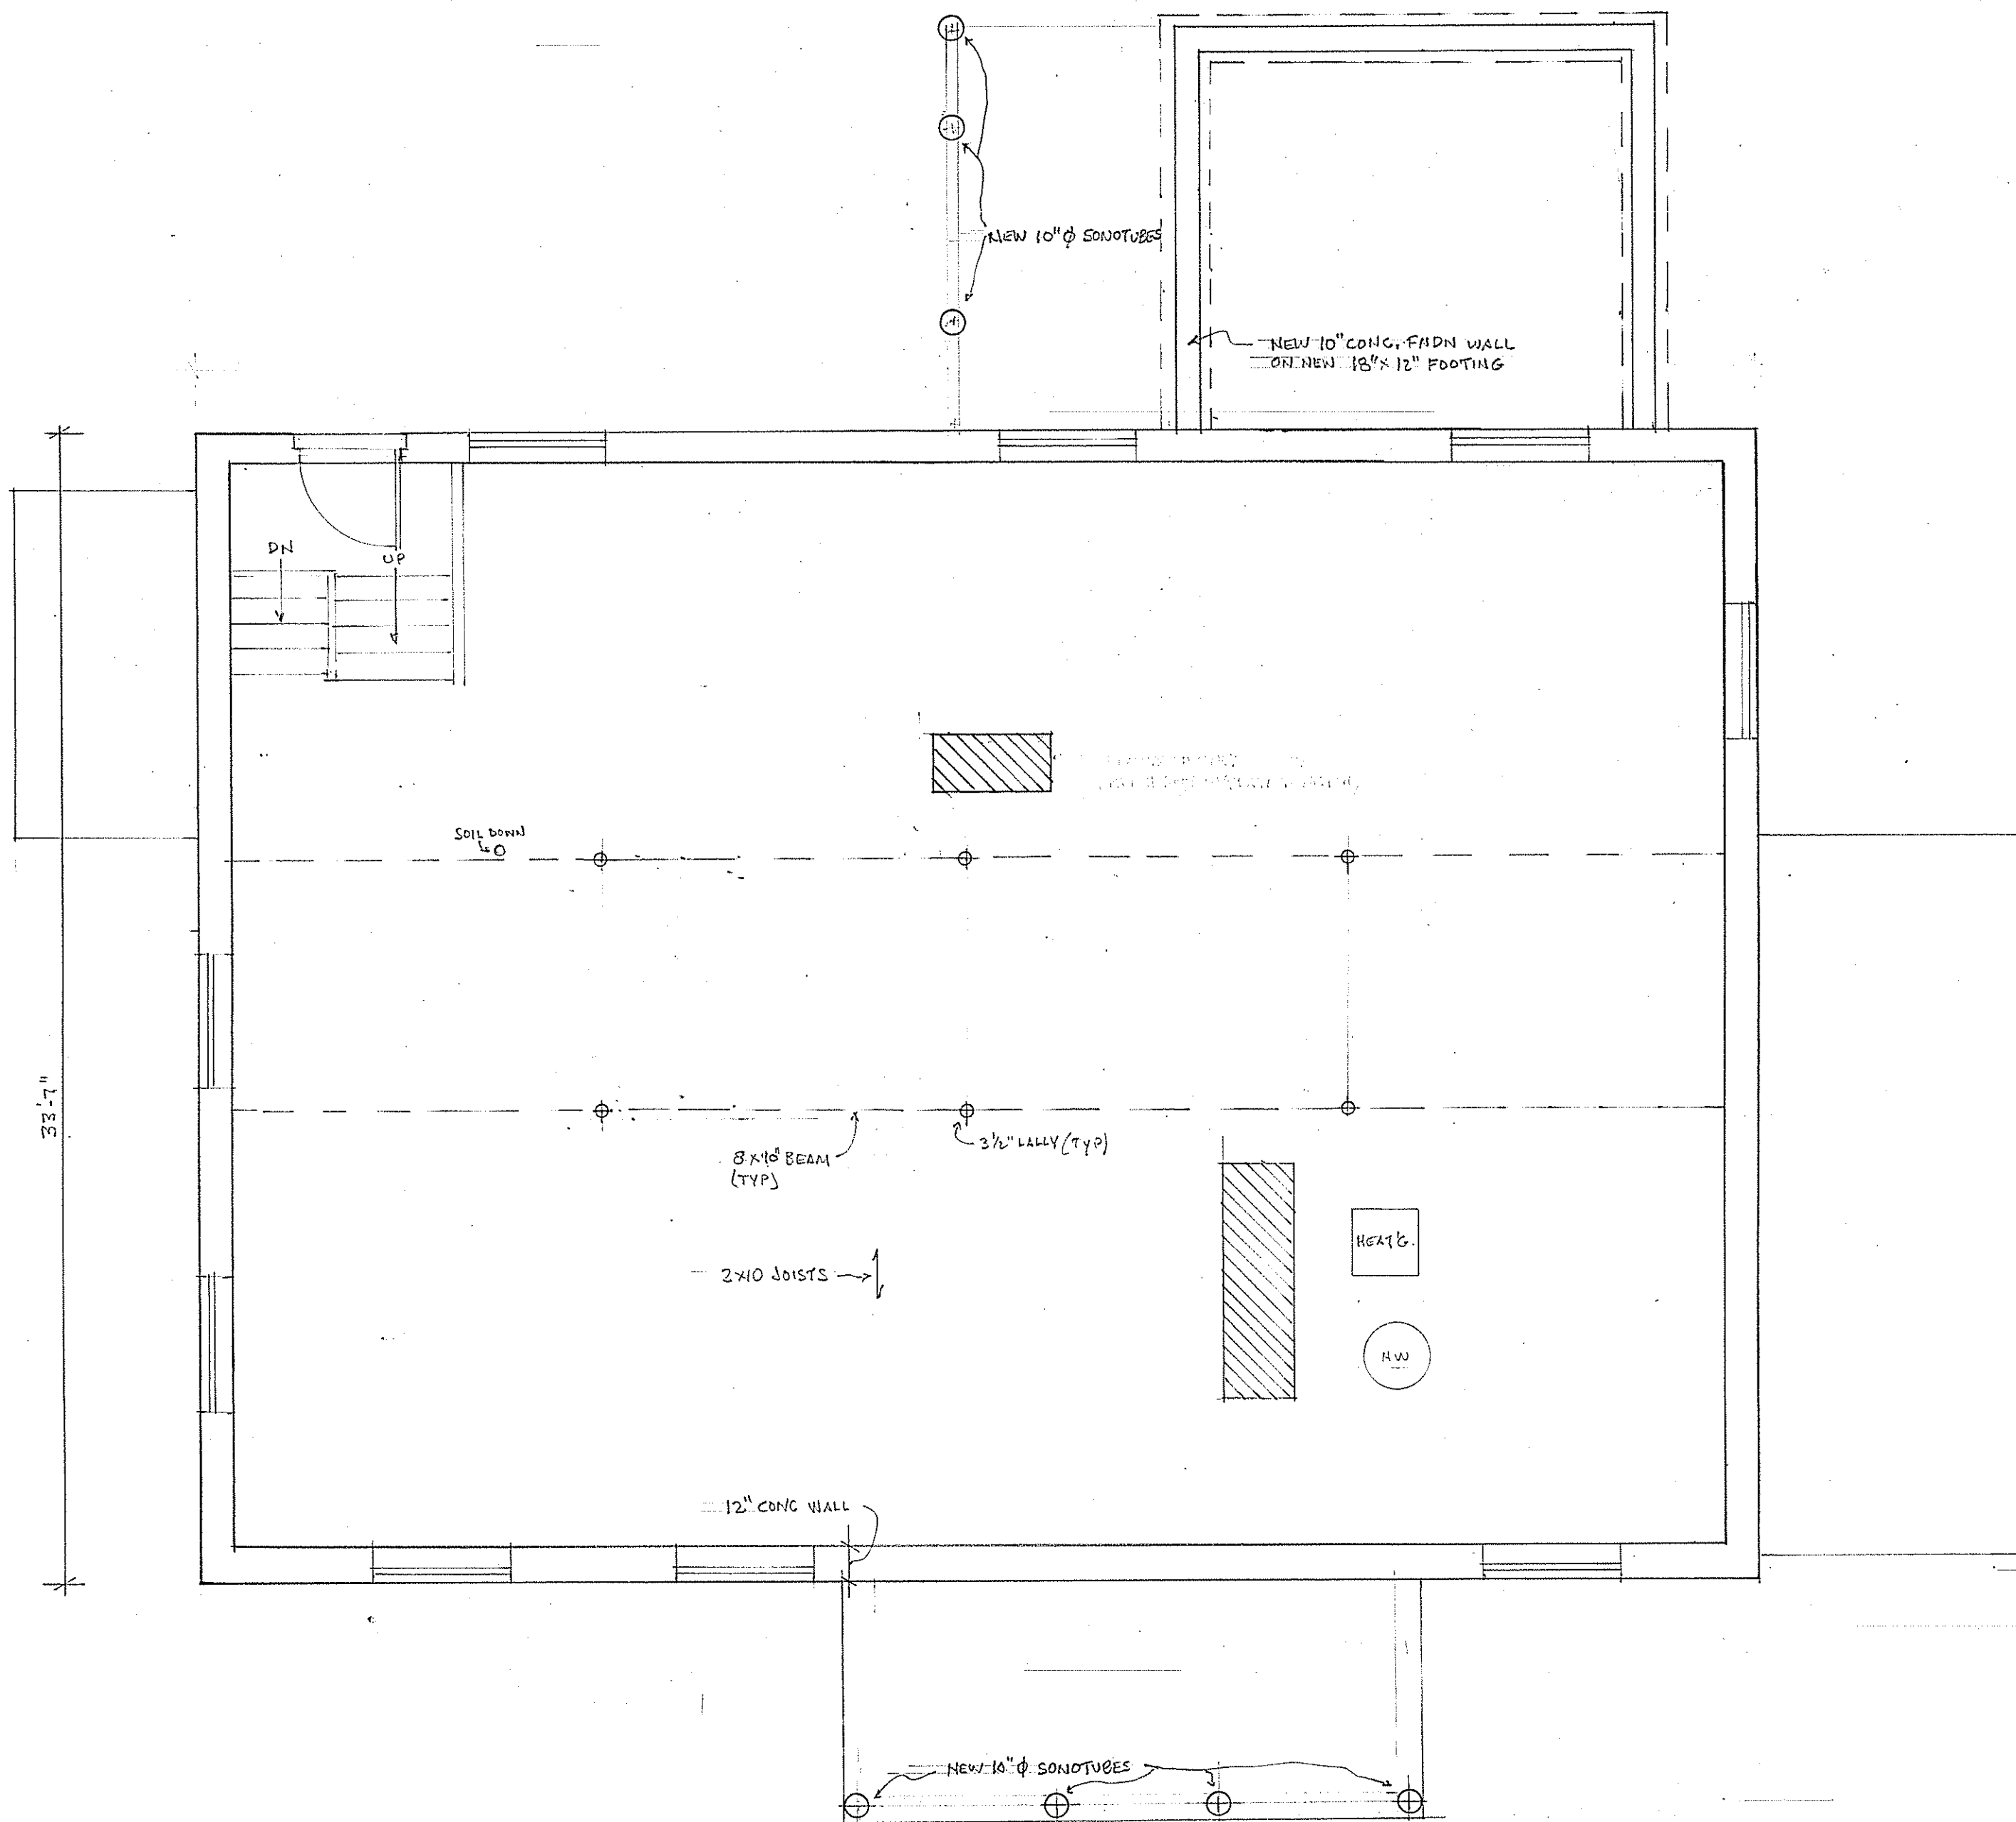 NEW 10"ϕ SONOTUBES
NEW 10" CONC. FNDN WALL
ON NEW 18"X 12" FOOTING
DN
UP
SOIL DOWN
33'-7"
8 X 10" BEAM
(TYP)
3½" LALLY (TYP)
HEAT'G.
2X10 JOISTS
HW
12" CONC WALL
NEW 10"ϕ SONOTUBES